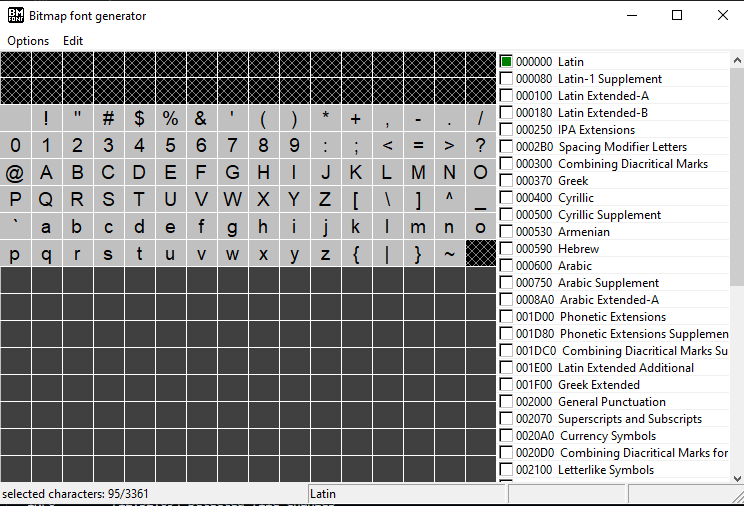 BM FONT Bitmap font generator
Options Edit
! " # $ % & ' ( ) * + , - . /
0 1 2 3 4 5 6 7 8 9 : ; < = > ?
@ A B C D E F G H I J K L M N O
P Q R S T U V W X Y Z [ \ ] ^ _
` a b c d e f g h i j k l m n o
p q r s t u v w x y z { | } ~
000000 Latin
000080 Latin-1 Supplement
000100 Latin Extended-A
000180 Latin Extended-B
000250 IPA Extensions
0002B0 Spacing Modifier Letters
000300 Combining Diacritical Marks
000370 Greek
000400 Cyrillic
000500 Cyrillic Supplement
000530 Armenian
000590 Hebrew
000600 Arabic
000750 Arabic Supplement
0008A0 Arabic Extended-A
001D00 Phonetic Extensions
001D80 Phonetic Extensions Supplemen
001DC0 Combining Diacritical Marks Su
001E00 Latin Extended Additional
001F00 Greek Extended
002000 General Punctuation
002070 Superscripts and Subscripts
0020A0 Currency Symbols
0020D0 Combining Diacritical Marks for
002100 Letterlike Symbols
selected characters: 95/3361 Latin